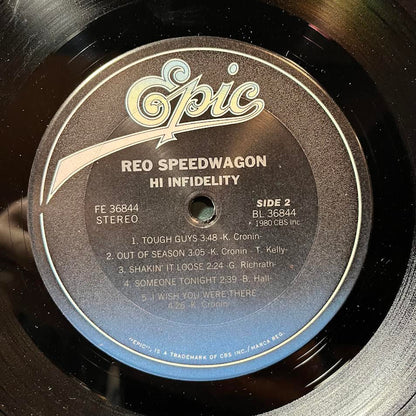 Epic
REO SPEEDWAGON
HI INFIDELITY
FE 36844
STEREO
SIDE 2
BL 36844
℗ 1980 CBS Inc.
1. TOUGH GUYS 3:48 -K. Cronin-
2. OUT OF SEASON 3:05 -K. Cronin - T. Kelly-
3. SHAKIN' IT LOOSE 2:24 -G. Richrath-
4. SOMEONE TONIGHT 2:39 -B. Hall-
5. I WISH YOU WERE THERE
4:26 -K. Cronin-
"EPIC", IS A TRADEMARK OF CBS INC./MARCA REG.